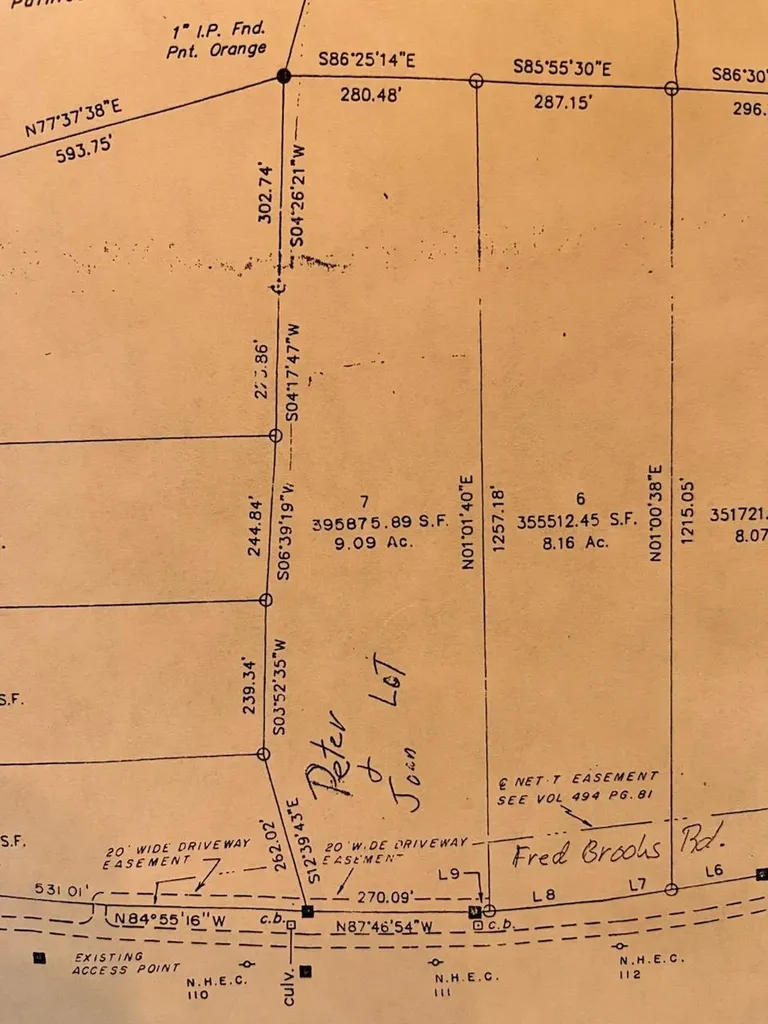 1" I.P. Fnd.
Pnt. Orange
S86°25'14"E
280.48'
S85°55'30"E
287.15'
S86°30'
296.
N77°37'38"E
593.75'
302.74'
S04°26'21"W
S04°17'47"W
244.84'
S06°39'19"W
239.34'
S03°52'35"W
262.02'
S12°39'43"E
7
395875.89 S.F.
9.09 Ac.
N01°01'40"E
1257.18'
6
355512.45 S.F.
8.16 Ac.
N01°00'38"E
1215.05'
351721.
8.07
S.F.
S.F.
Peter
&
Joan
LOT
℄ NET-T EASEMENT
SEE VOL 494 PG.81
Fred Brooks Rd.
20' WIDE DRIVEWAY
EASEMENT
20' WIDE DRIVEWAY
EASEMENT
L9
L8
L7
L6
531.01'
270.09'
N84°55'16"W
c.b.
N87°46'54"W
c.b.
EXISTING
ACCESS POINT
culv.
N.H.E.C.
110
N.H.E.C.
111
N.H.E.C.
112